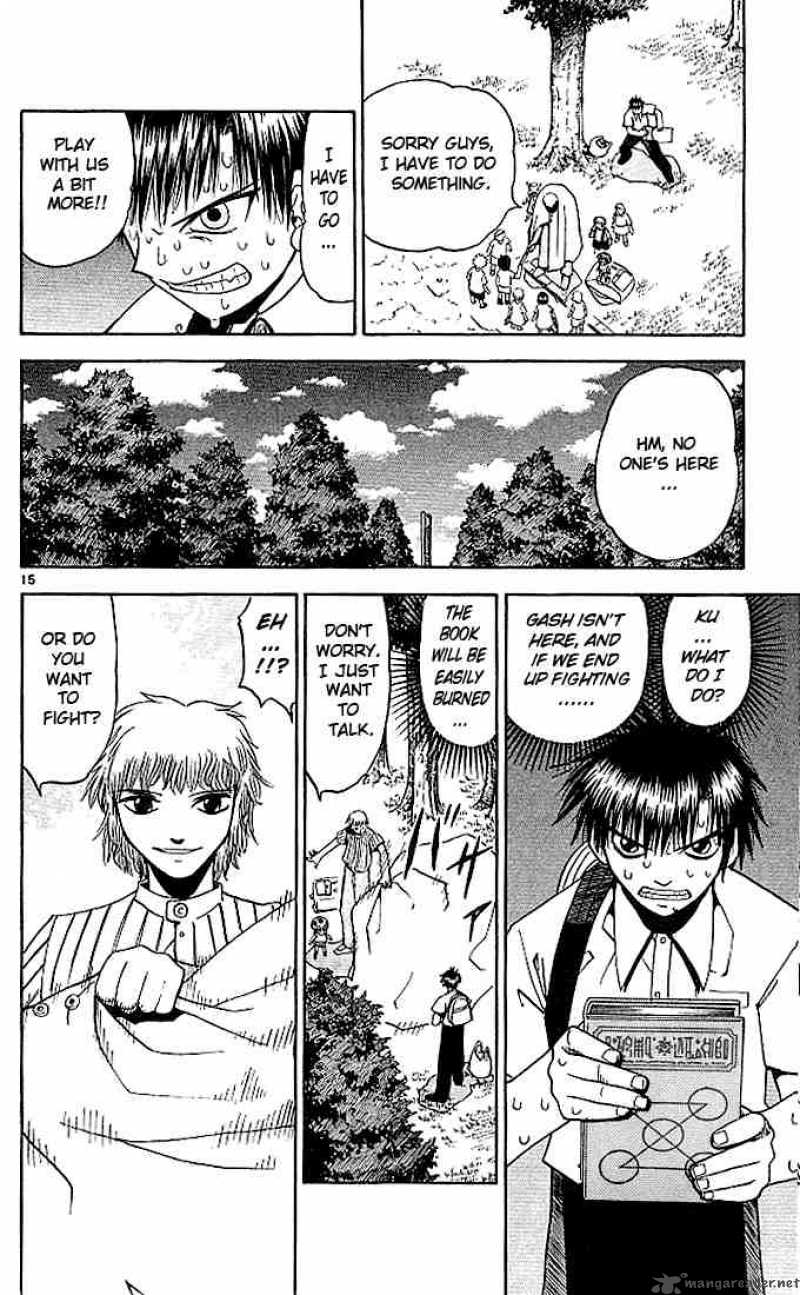 SORRY GUYS,
I HAVE TO DO
SOMETHING.
I
HAVE
TO
GO
...
PLAY
WITH US
A BIT
MORE!!
HM, NO
ONE'S HERE
...
15
KU
...
WHAT
DO I
DO?
GASH ISN'T
HERE, AND
IF WE END
UP FIGHTING
......
THE
BOOK
WILL BE
EASILY
BURNED
...
DON'T
WORRY.
I JUST
WANT
TO
TALK.
EH
...
!!?
OR DO
YOU
WANT
TO
FIGHT?
mangareader.net